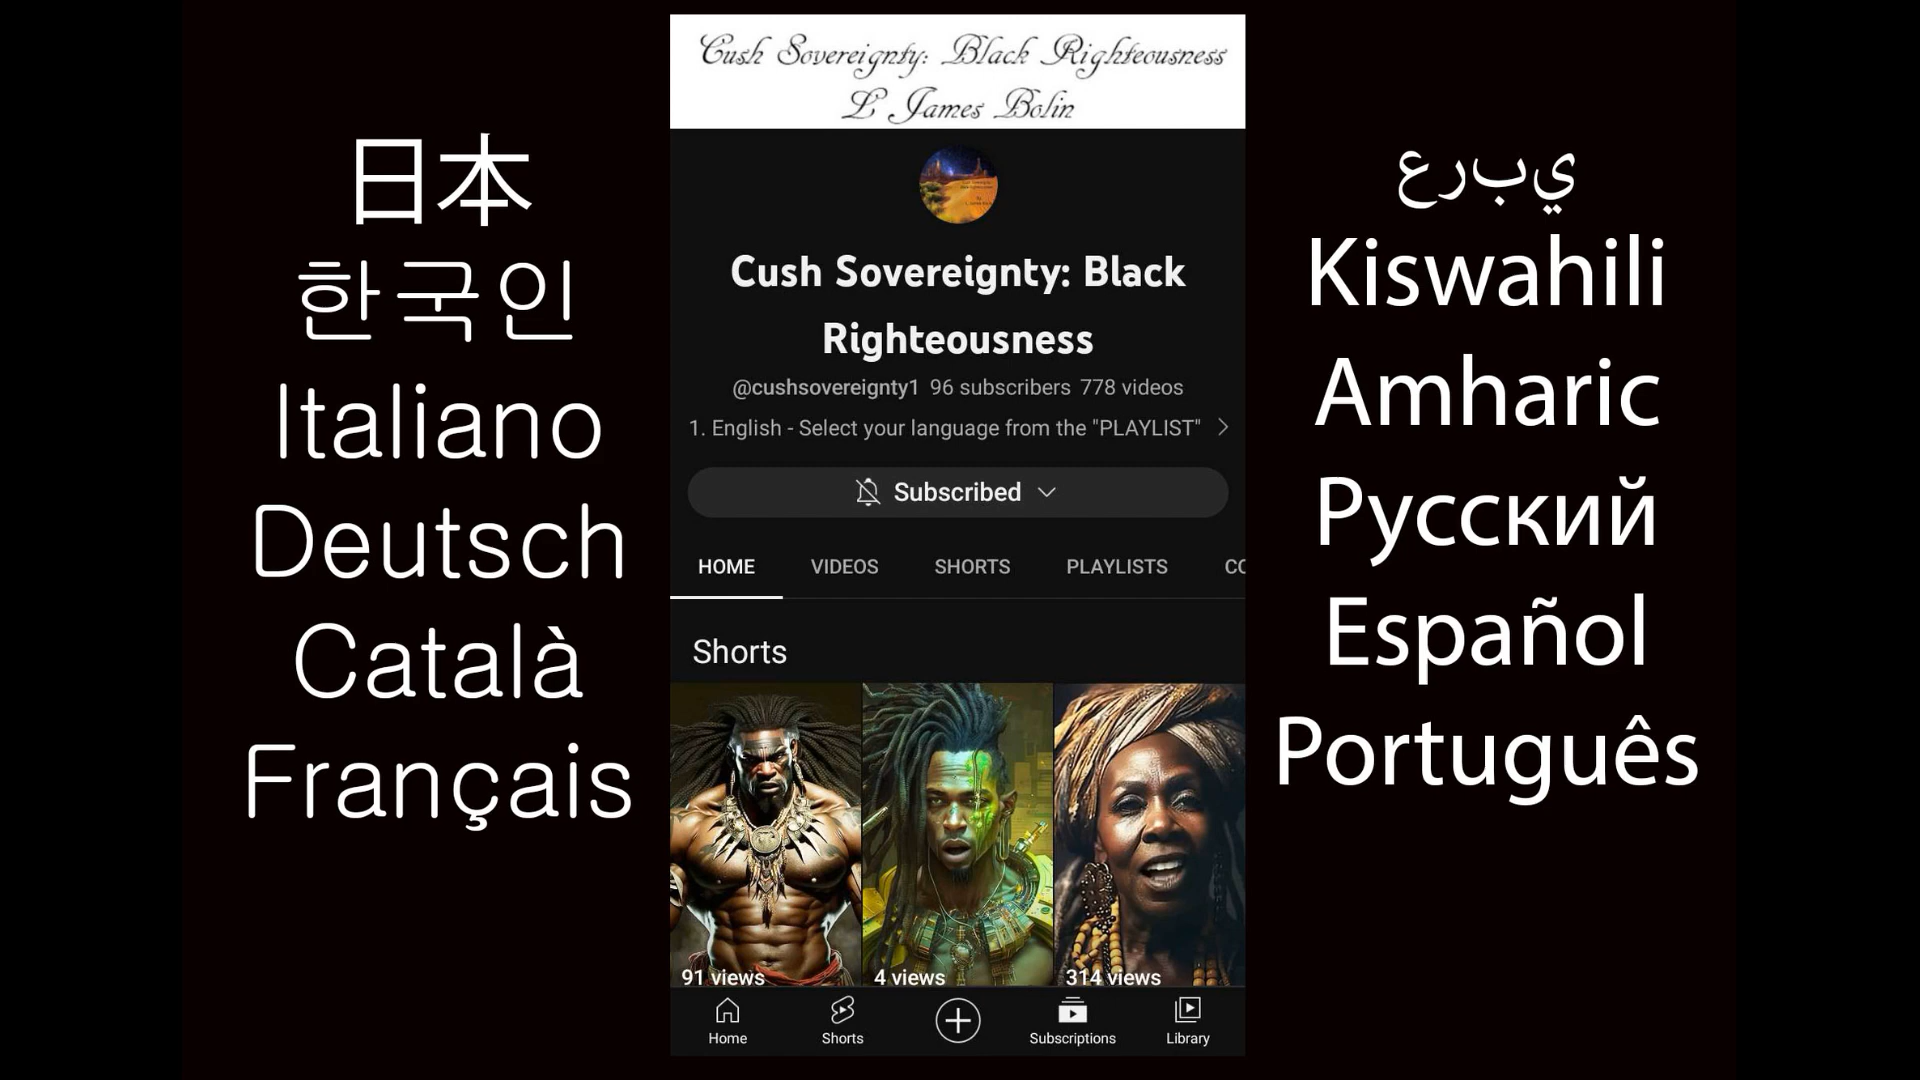 Cush Sovereignty: Black Righteousness
L James Bolin
日本
한국인
Italiano
Deutsch
Català
Français
Cush Sovereignty: Black
Righteousness
@cushsovereignty1 96 subscribers 778 videos
1. English - Select your language from the "PLAYLIST"
Subscribed
HOME VIDEOS SHORTS PLAYLISTS CO
Shorts
91 views 4 views 314 views
Home Shorts Subscriptions Library
ع ر ب ي
Kiswahili
Amharic
Русский
Español
Português